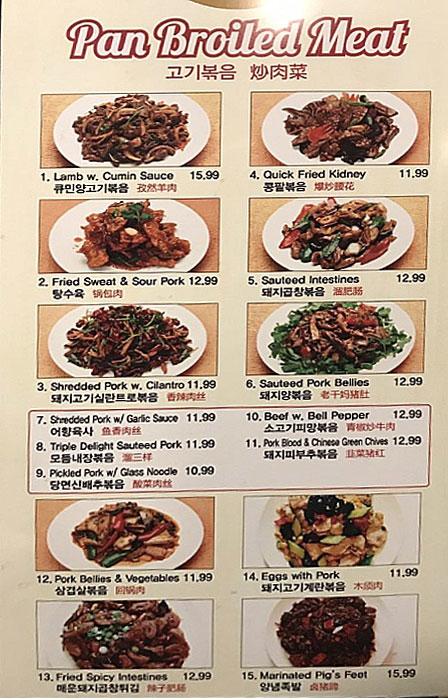 Pan Broiled Meat
고기볶음 炒肉菜
1. Lamb w. Cumin Sauce 15.99
큐민양고기볶음 孜然羊肉
4. Quick Fried Kidney 11.99
콩팥볶음 爆炒腰花
2. Fried Sweat & Sour Pork 12.99
탕수육 锅包肉
5. Sauteed Intestines 12.99
돼지곱창볶음 溜肥肠
3. Shredded Pork w. Cilantro 11.99
돼지고기실란트로볶음 香辣肉丝
6. Sauteed Pork Bellies 12.99
돼지양볶음 老干妈猪肚
7. Shredded Pork w/ Garlic Sauce 11.99
어향육사 鱼香肉丝
8. Triple Delight Sauteed Pork 11.99
모듬내장볶음 溜三样
9. Pickled Pork w/ Glass Noodle 9.99
당면신배추볶음 酸菜肉丝
10. Beef w. Bell Pepper 12.99
소고기피망볶음 青椒炒牛肉
11. Pork Blood & Chinese Green Chives 12.99
돼지피부추볶음 韭菜猪红
12. Pork Bellies & Vegetables 11.99
삼겹살볶음 回锅肉
14. Eggs with Pork 11.99
돼지고기계란볶음 木须肉
13. Fried Spicy Intestines 12.99
매운돼지곱창튀김 辣子肥肠
15. Marinated Pig's Feet 15.99
양념족발 卤猪蹄